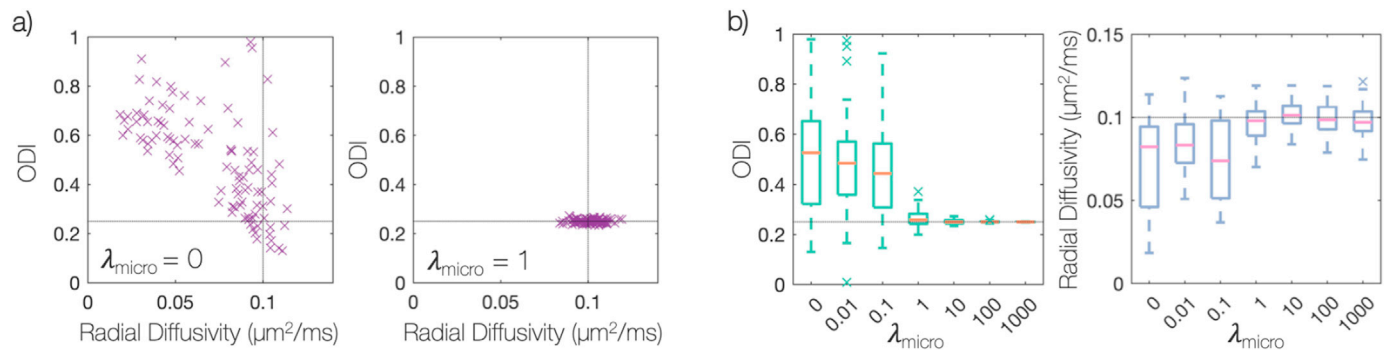 a)
ODI
1
0.8
0.6
0.4
0.2
0
λmicro = 0
0 0.05 0.1
Radial Diffusivity (µm²/ms)
ODI
1
0.8
0.6
0.4
0.2
0
λmicro = 1
0 0.05 0.1
Radial Diffusivity (µm²/ms)
b)
ODI
1
0.8
0.6
0.4
0.2
0
0 0.01 0.1 1 10 100 1000
λmicro
Radial Diffusivity (µm²/ms)
0.15
0.1
0.05
0
0 0.01 0.1 1 10 100 1000
λmicro